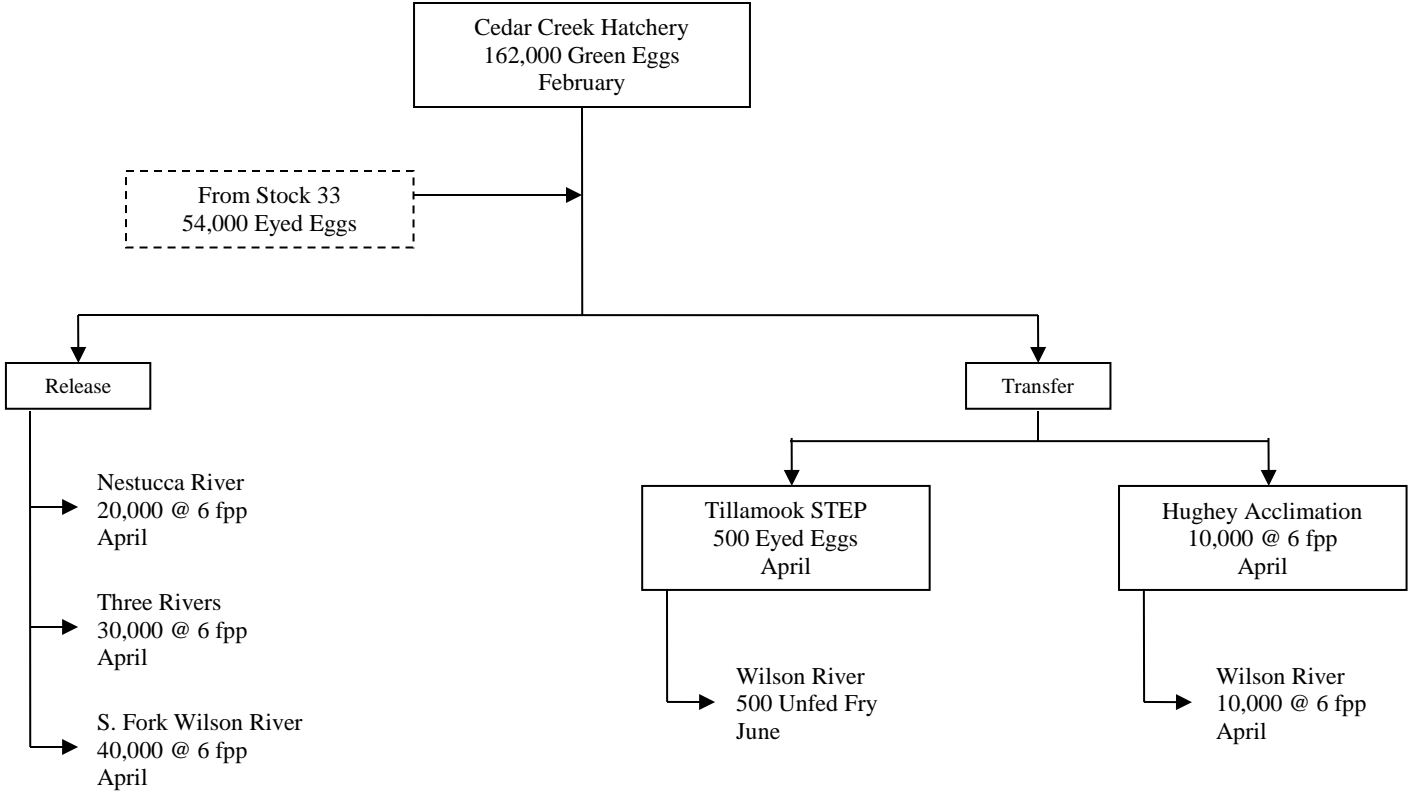 Cedar Creek Hatchery
162,000 Green Eggs
February
From Stock 33
54,000 Eyed Eggs
Release
Transfer
Nestucca River
20,000 @ 6 fpp
April
Three Rivers
30,000 @ 6 fpp
April
S. Fork Wilson River
40,000 @ 6 fpp
April
Tillamook STEP
500 Eyed Eggs
April
Wilson River
500 Unfed Fry
June
Hughey Acclimation
10,000 @ 6 fpp
April
Wilson River
10,000 @ 6 fpp
April